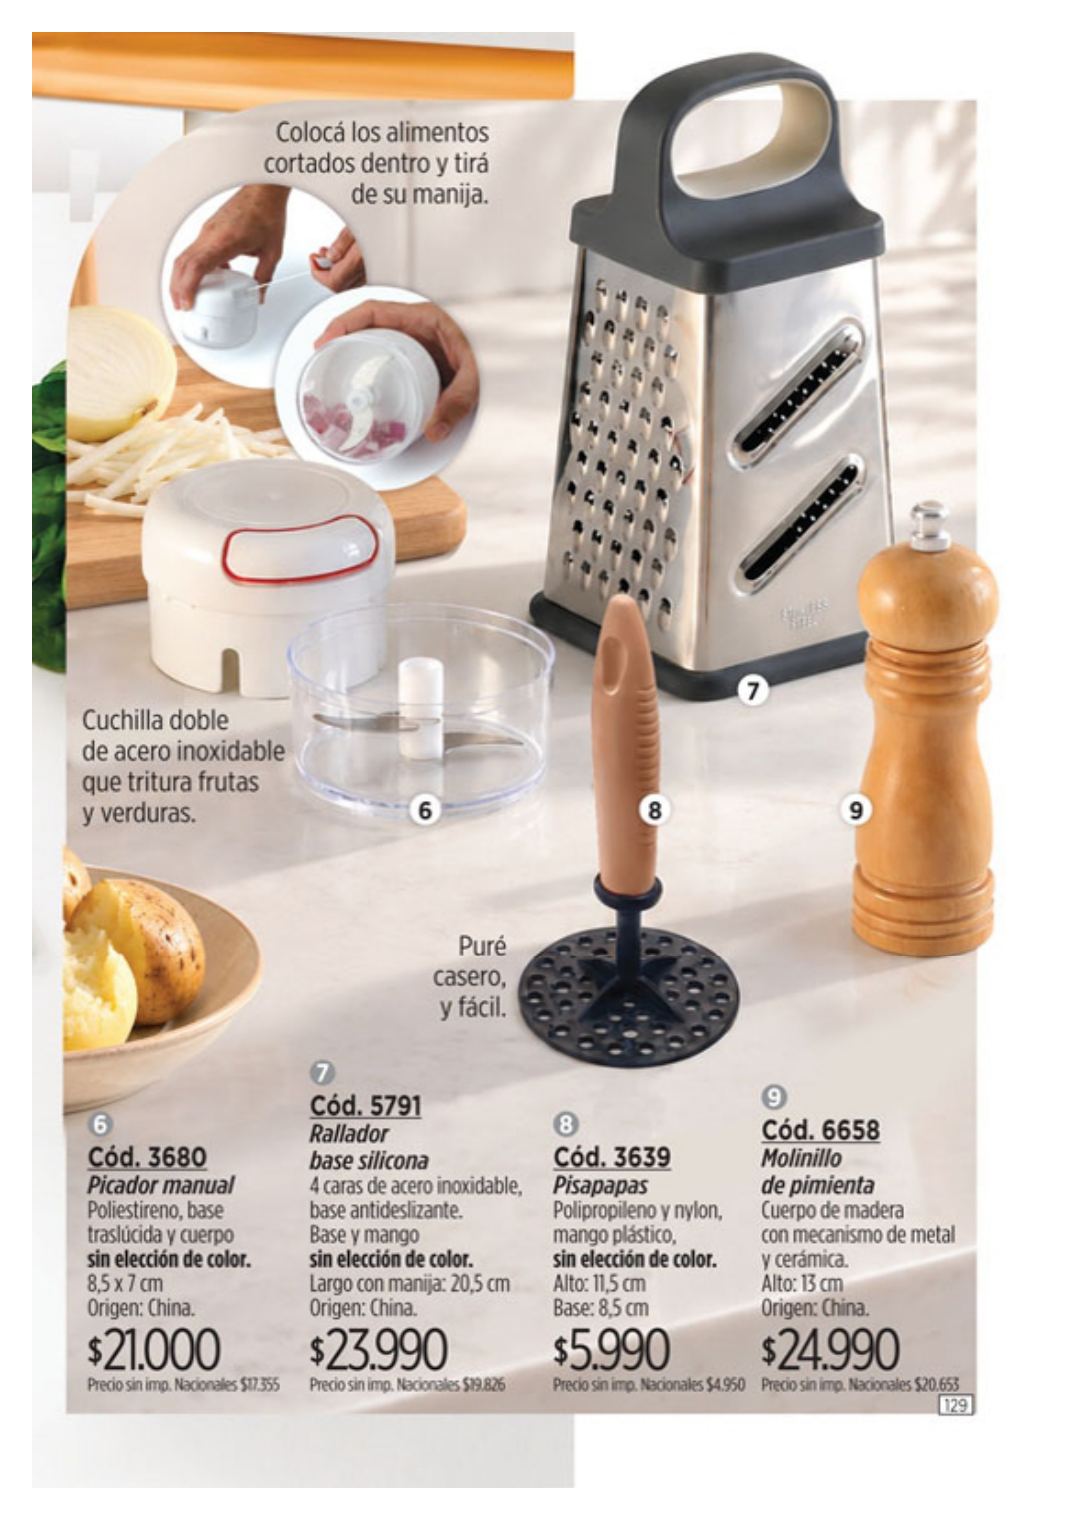 Colocá los alimentos
cortados dentro y tirá
de su manija.
STAINLESS
STEEL
7
Cuchilla doble
de acero inoxidable
que tritura frutas
y verduras.
6
8
9
Puré
casero,
y fácil.
6
Cód. 3680
Picador manual
Poliestireno, base
traslúcida y cuerpo
sin elección de color.
8,5 x 7 cm
Origen: China.
$21.000
Precio sin imp. Nacionales $17.355
7
Cód. 5791
Rallador
base silicona
4 caras de acero inoxidable,
base antideslizante.
Base y mango
sin elección de color.
Largo con manija: 20,5 cm
Origen: China.
$23.990
Precio sin imp. Nacionales $19.826
8
Cód. 3639
Pisapapas
Polipropileno y nylon,
mango plástico,
sin elección de color.
Alto: 11,5 cm
Base: 8,5 cm
$5.990
Precio sin imp. Nacionales $4.950
9
Cód. 6658
Molinillo
de pimienta
Cuerpo de madera
con mecanismo de metal
y cerámica.
Alto: 13 cm
Origen: China.
$24.990
Precio sin imp. Nacionales $20.653
129